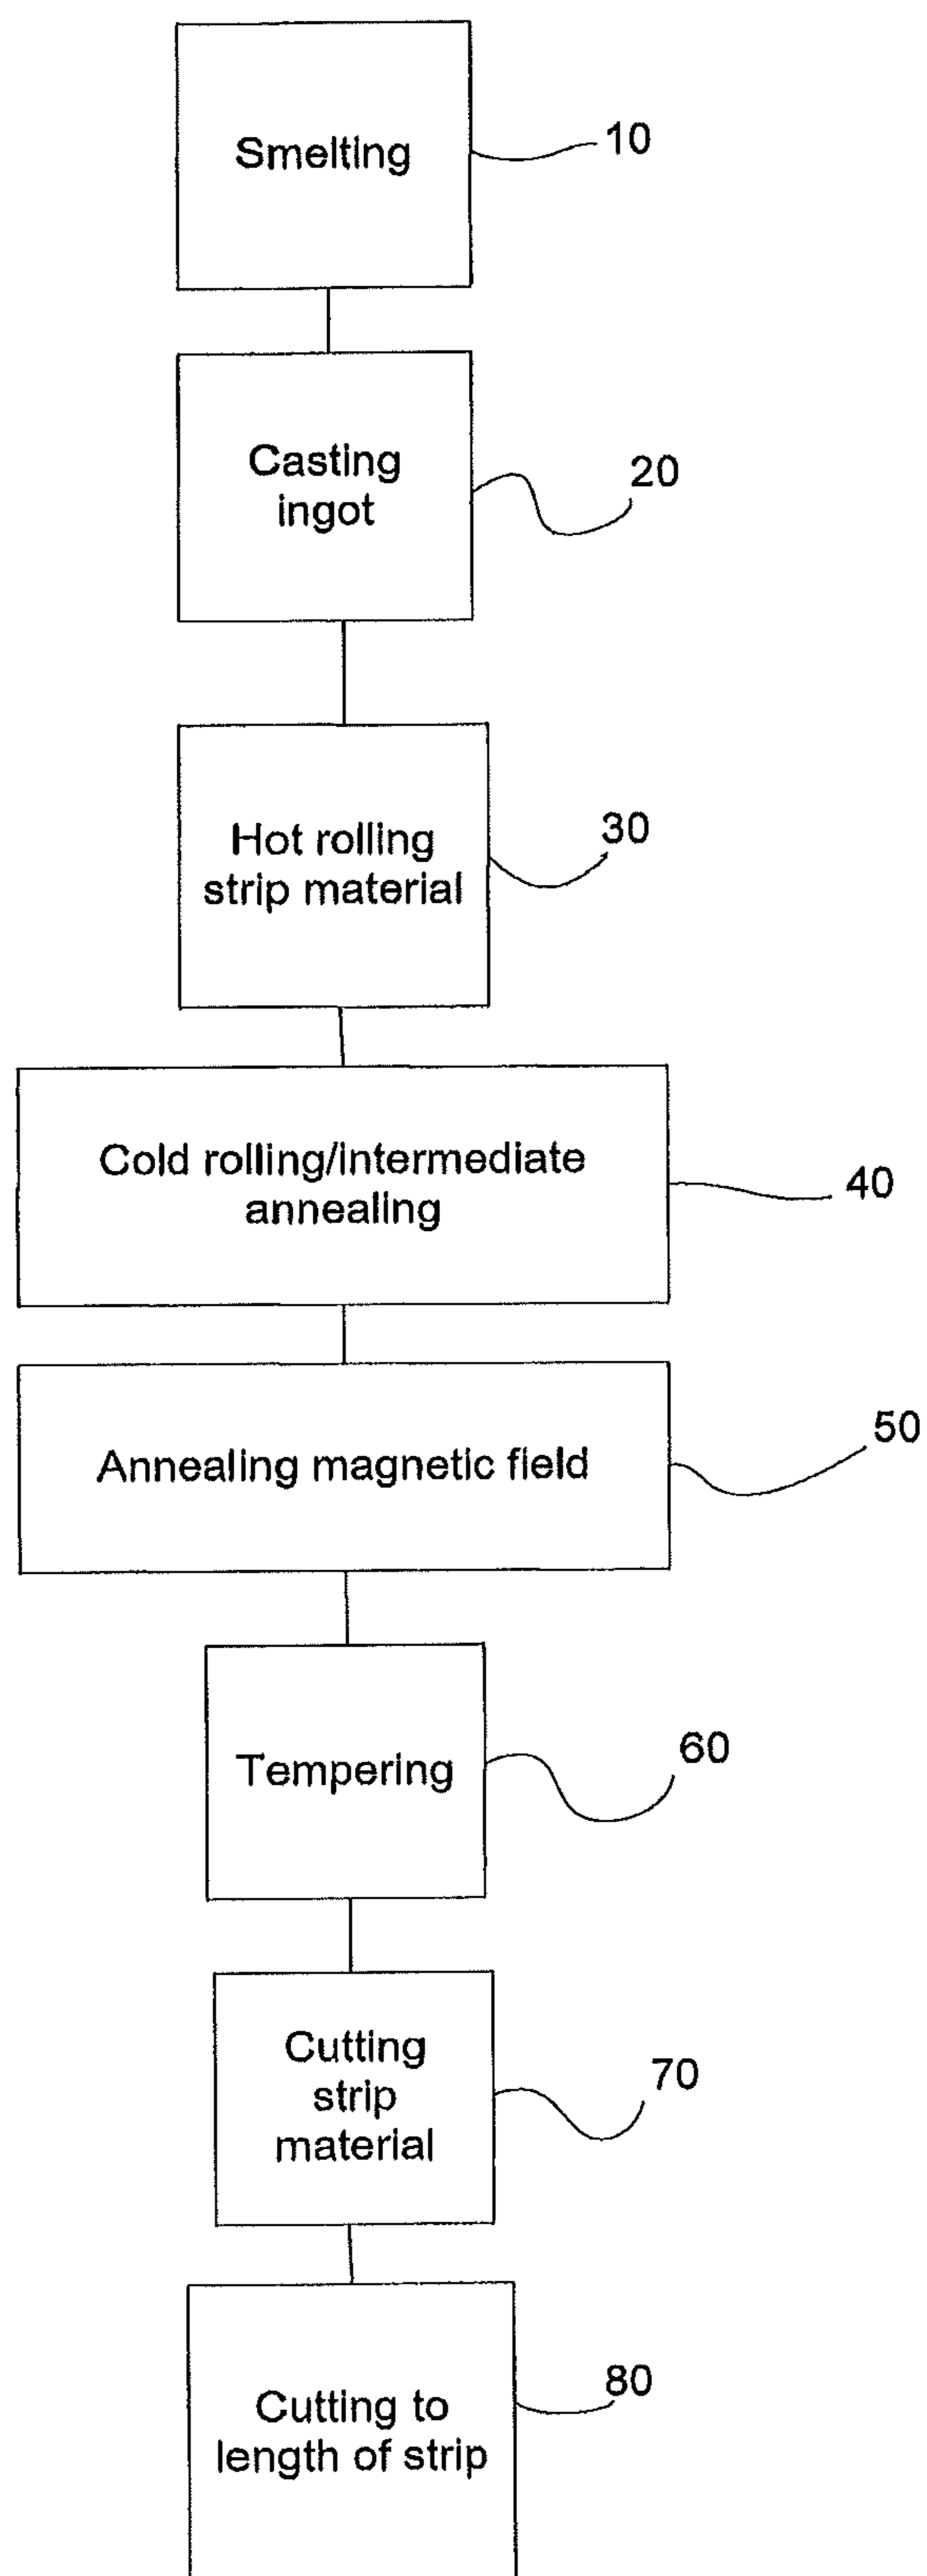 Smelting
10
Casting
ingot
20
Hot rolling
strip material
30
Cold rolling/intermediate
annealing
40
Annealing magnetic field
50
Tempering
60
Cutting
strip
material
70
Cutting to
length of strip
80